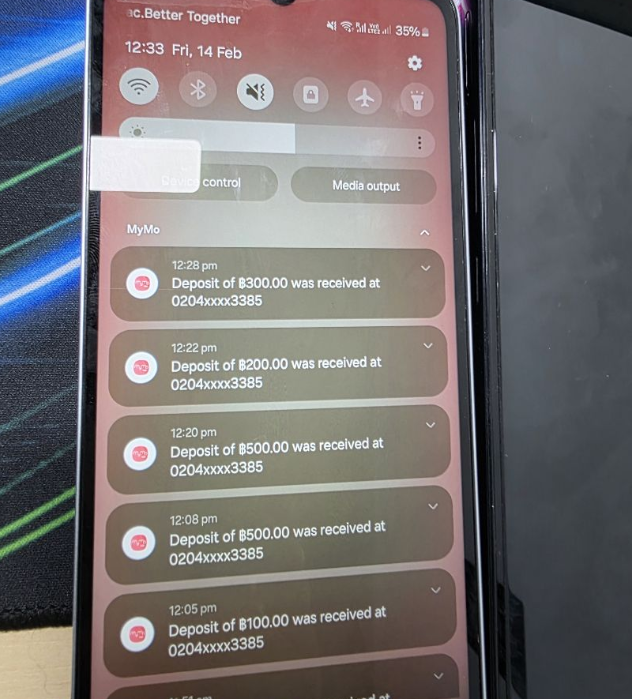 ac.Better Together
35%
12:33 Fri, 14 Feb
control
Media output
MyMo
12:28 pm
Deposit of ฿300.00 was received at
0204xxxx3385
12:22 pm
Deposit of ฿200.00 was received at
0204xxxx3385
12:20 pm
Deposit of ฿500.00 was received at
0204xxxx3385
12:08 pm
Deposit of ฿500.00 was received at
0204xxxx3385
12:05 pm
Deposit of ฿100.00 was received at
0204xxxx3385